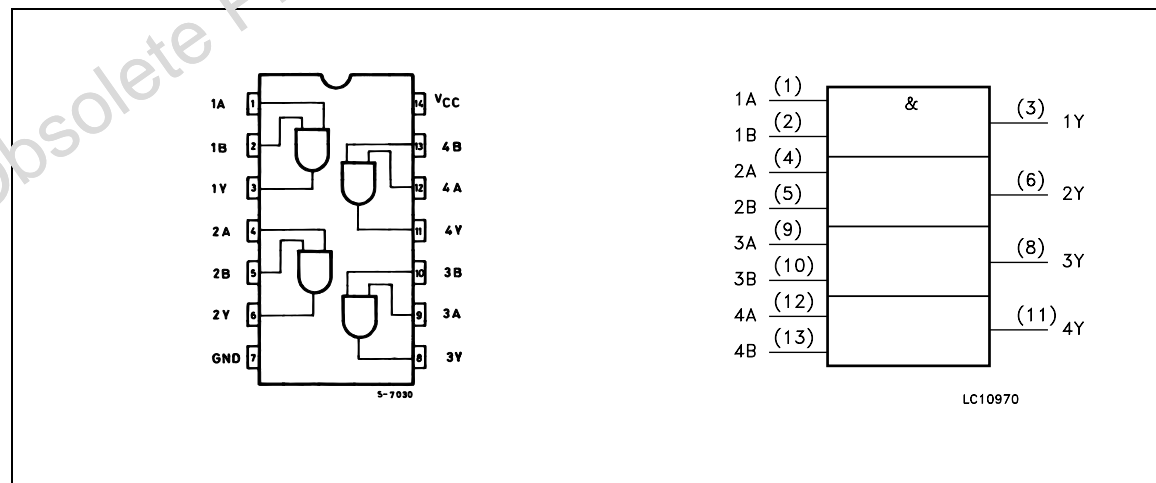 Obsolete P
1A 1 14 VCC
1B 2 13 4B
1Y 3 12 4A
2A 4 11 4Y
2B 5 10 3B
2Y 6 9 3A
GND 7 8 3Y
S-7030
&
1A (1)
(3) 1Y
1B (2)
2A (4)
(6) 2Y
2B (5)
3A (9)
(8) 3Y
3B (10)
4A (12)
(11) 4Y
4B (13)
LC10970